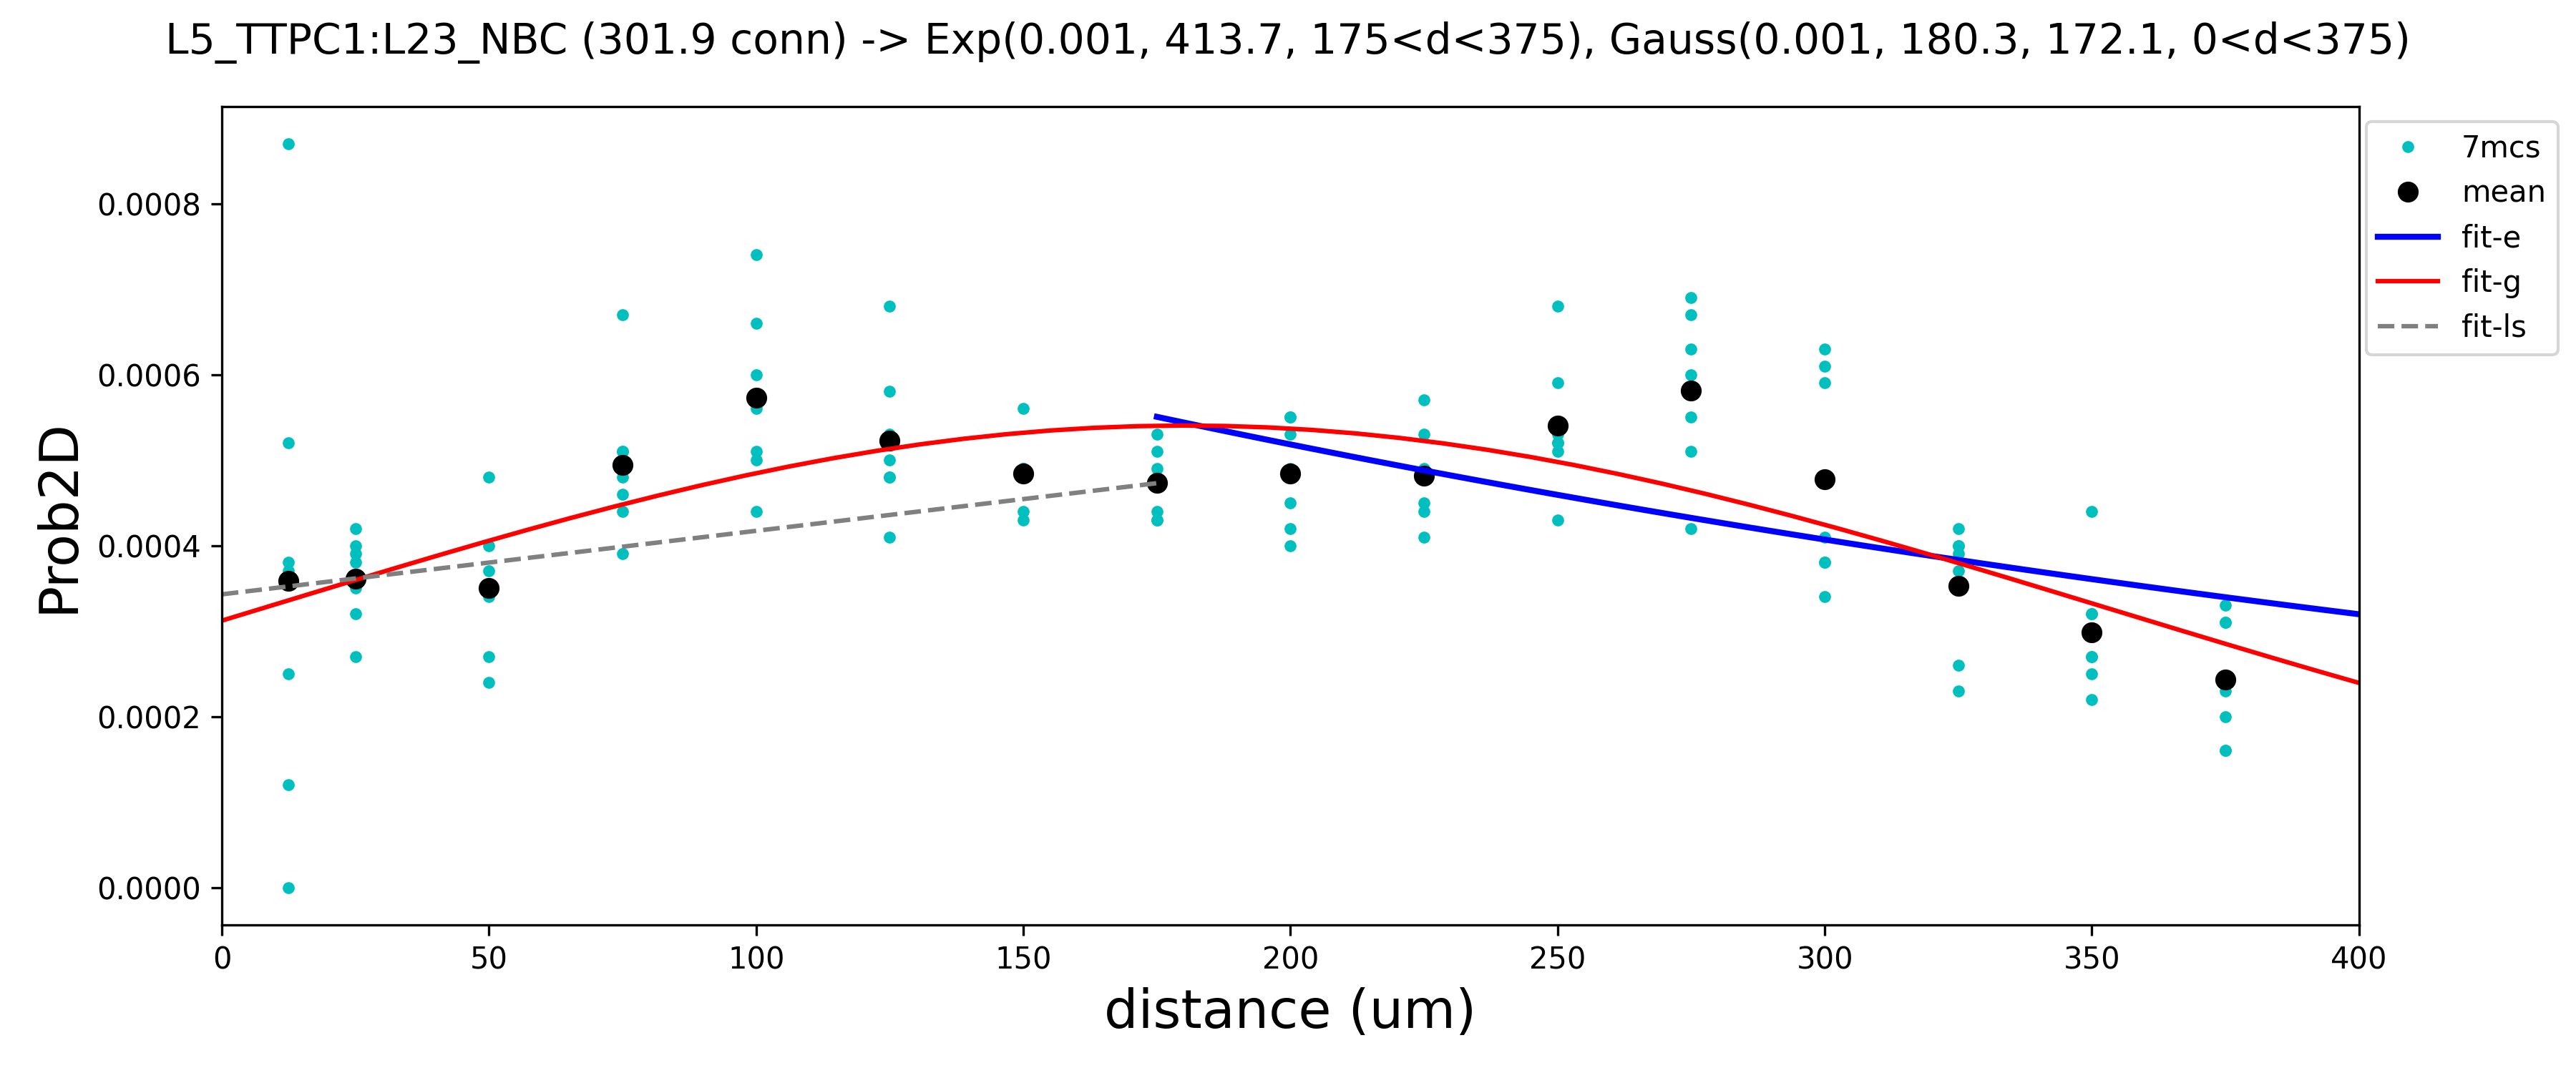 L5_TTPC1:L23_NBC (301.9 conn) -> Exp(0.001, 413.7, 175<d<375), Gauss(0.001, 180.3, 172.1, 0<d<375)
7mcs
mean
fit-e
fit-g
fit-ls
Prob2D
0.0008
0.0006
0.0004
0.0002
0.0000
0 50 100 150 200 250 300 350 400
distance (um)